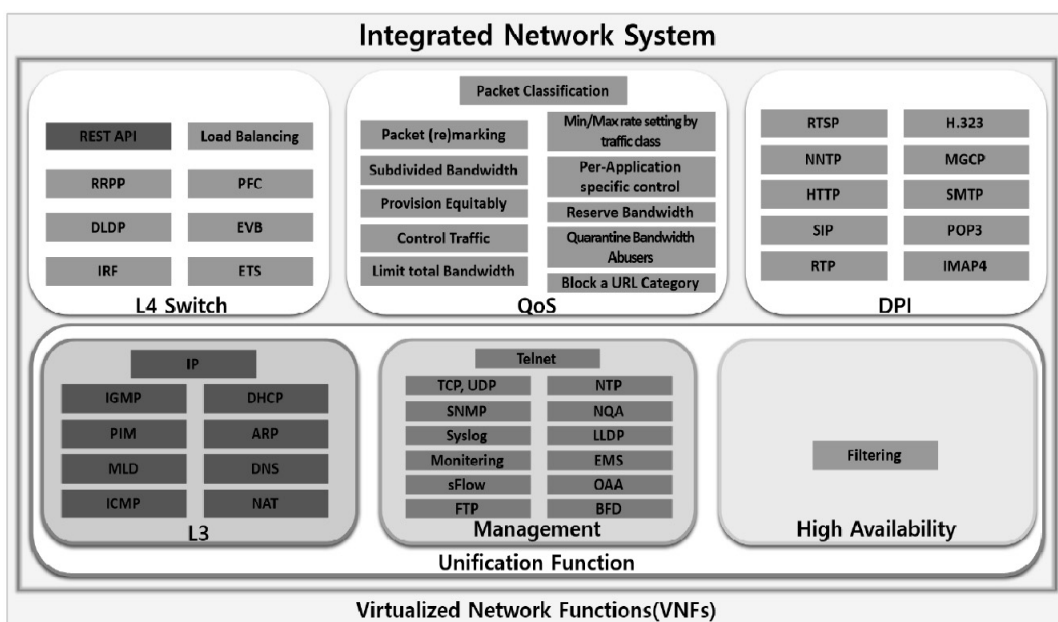 Integrated Network System
REST API
Load Balancing
RRPP
PFC
DLDP
EVB
IRF
ETS
L4 Switch
Packet Classification
Packet (re)marking
Subdivided Bandwidth
Provision Equitably
Control Traffic
Limit total Bandwidth
Min/Max rate setting by
traffic class
Per-Application
specific control
Reserve Bandwidth
Quarantine Bandwidth
Abusers
Block a URL Category
QoS
RTSP
H.323
NNTP
MGCP
HTTP
SMTP
SIP
POP3
RTP
IMAP4
DPI
IP
IGMP
DHCP
PIM
ARP
MLD
DNS
ICMP
NAT
L3
Telnet
TCP, UDP
NTP
SNMP
NQA
Syslog
LLDP
Monitering
EMS
sFlow
OAA
FTP
BFD
Management
Filtering
High Availability
Unification Function
Virtualized Network Functions(VNFs)